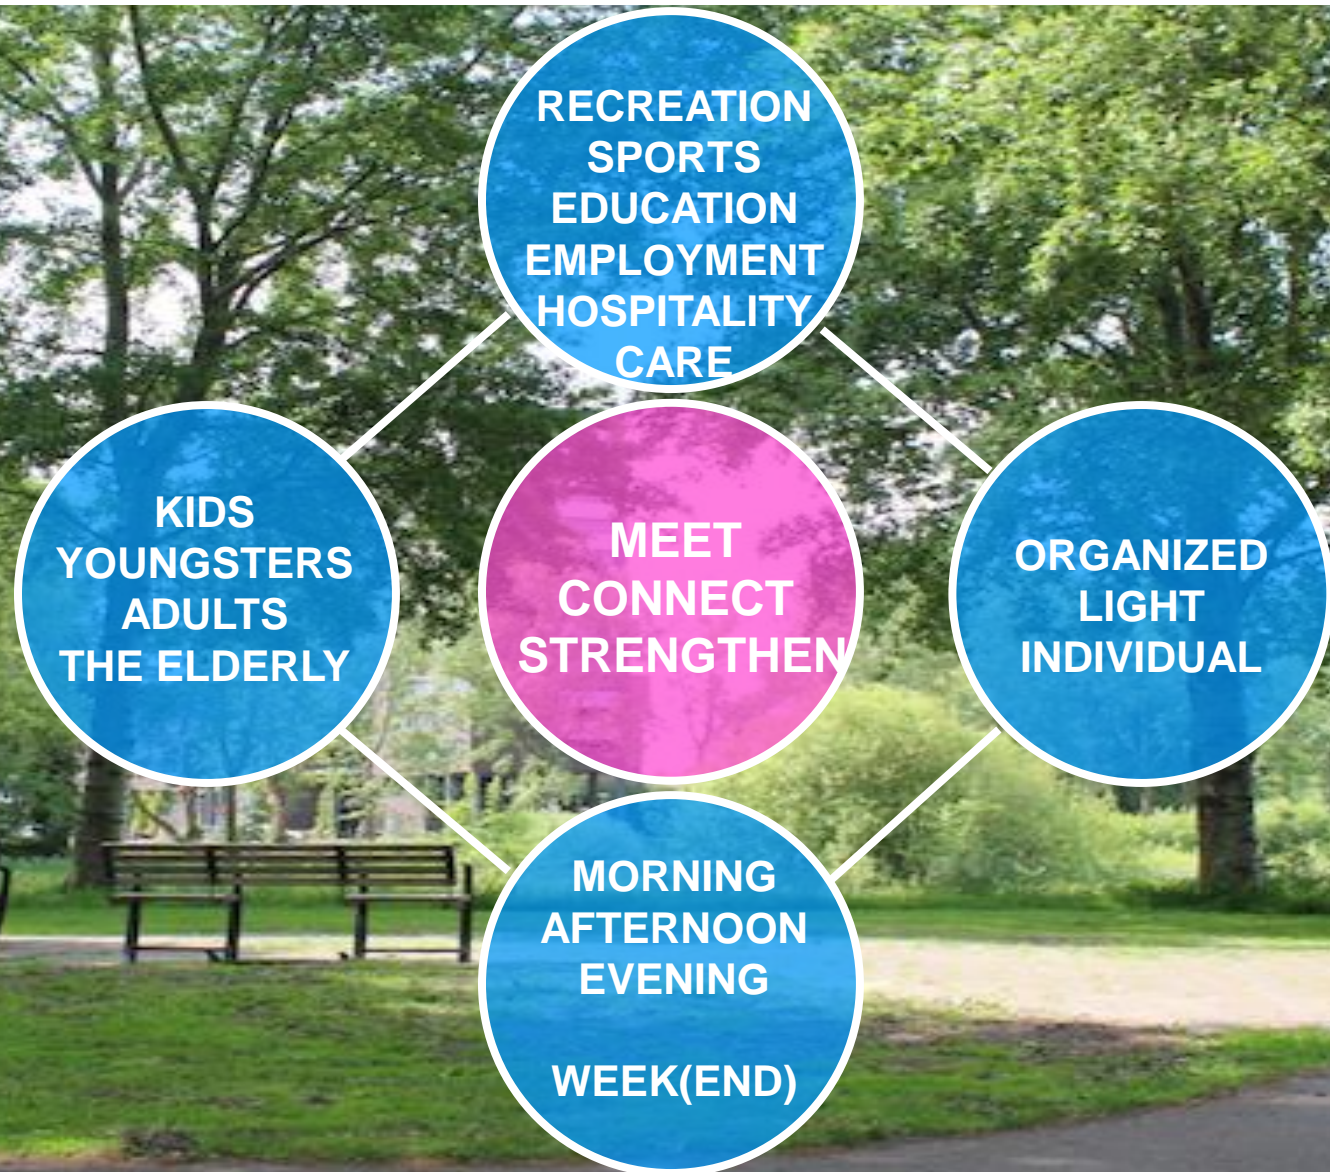 RECREATION
SPORTS
EDUCATION
EMPLOYMENT
HOSPITALITY
CARE
KIDS
YOUNGSTERS
ADULTS
THE ELDERLY
MEET
CONNECT
STRENGTHEN
ORGANIZED
LIGHT
INDIVIDUAL
MORNING
AFTERNOON
EVENING
WEEK(END)